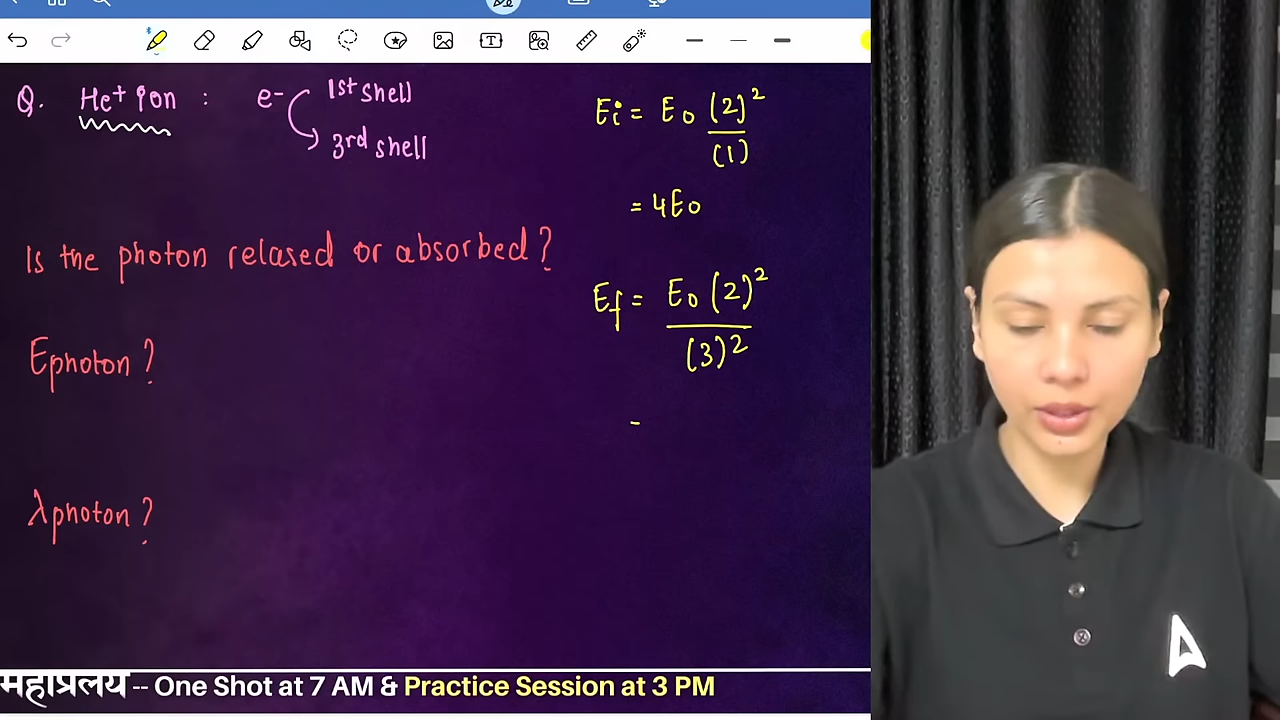 Q. He+ ion : e- 1st shell
3rd shell
Is the photon relased or absorbed?
Ephoton?
λphoton?
Ei = E0 (2)²
(1)
= 4E0
Ef = E0 (2)²
(3)²
-
महाप्रलय -- One Shot at 7 AM & Practice Session at 3 PM